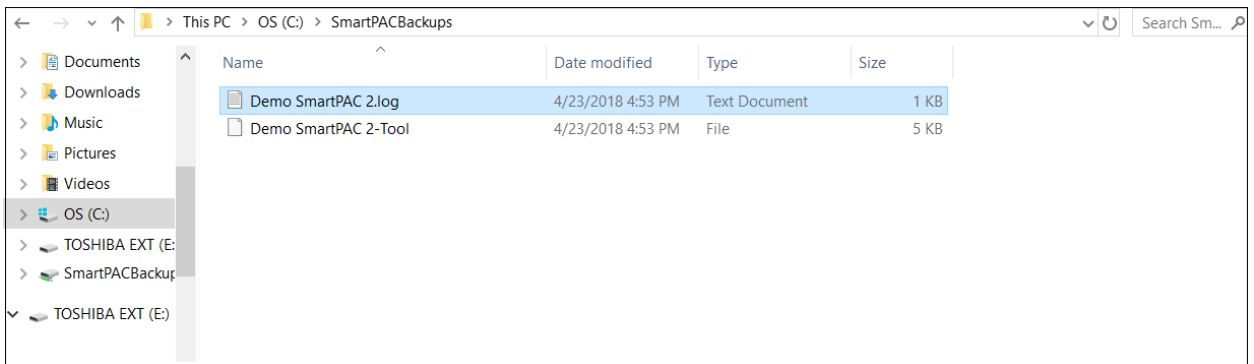 This PC > OS (C:) > SmartPACBackups
Search Sm...
Documents
Downloads
Music
Pictures
Videos
OS (C:)
TOSHIBA EXT (E:
SmartPACBackup
TOSHIBA EXT (E:)
Name Date modified Type Size
Demo SmartPAC 2.log 4/23/2018 4:53 PM Text Document 1 KB
Demo SmartPAC 2-Tool 4/23/2018 4:53 PM File 5 KB